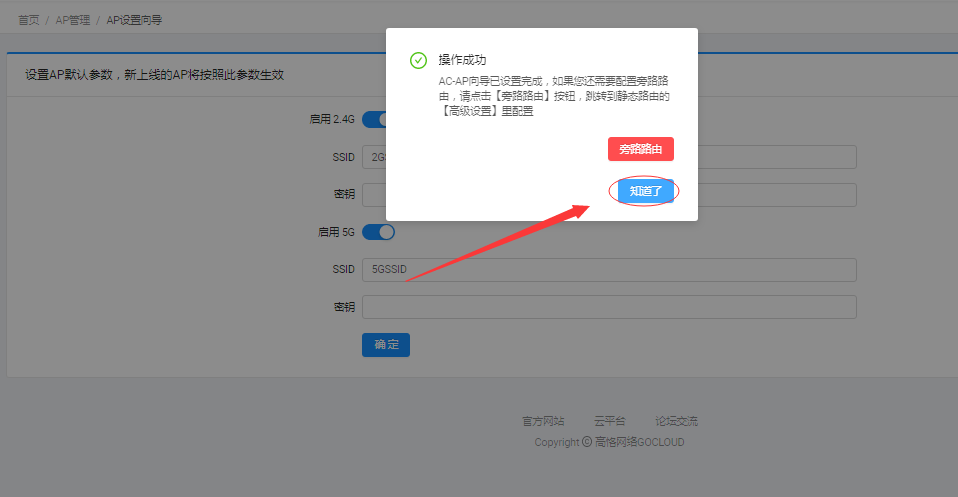 首页 / AP管理 / AP设置向导
设置AP默认参数，新上线的AP将按照此参数生效
操作成功
AC-AP向导已设置完成，如果您还需要配置旁路路
由，请点击【旁路路由】按钮，跳转到静态路由的
【高级设置】里配置
旁路路由
知道了
启用 2.4G
SSID 2G
密钥
启用 5G
SSID 5GSSID
密钥
确 定
官方网站 云平台 论坛交流
Copyright © 高恪网络GOCLOUD